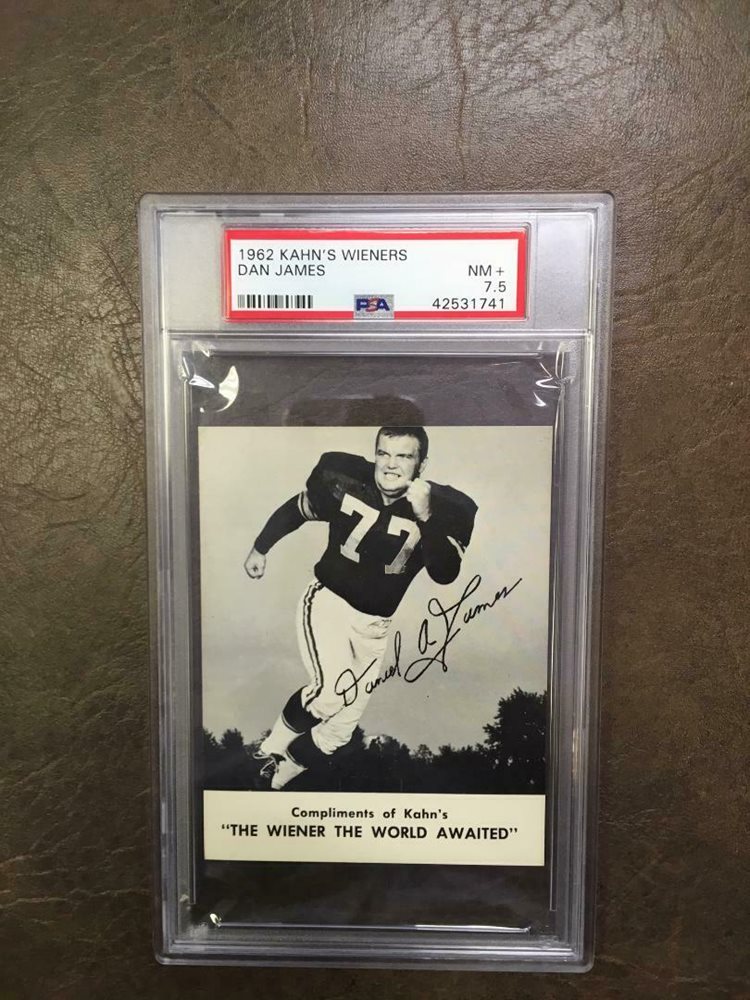 1962 KAHN'S WIENERS
DAN JAMES NM+
7.5
PSA 42531741
77
Daniel A James
Compliments of Kahn's
"THE WIENER THE WORLD AWAITED"